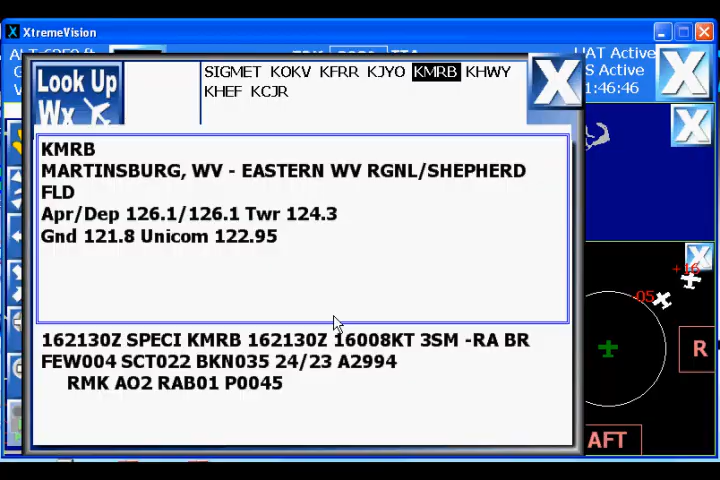 XtremeVision
UAT Active
S Active
1:46:46
Look Up
Wx
SIGMET KOKV KFRR KJYO KMRB KHWY
KHEF KCJR
X
X
X
X
KMRB
MARTINSBURG, WV - EASTERN WV RGNL/SHEPHERD
FLD
Apr/Dep 126.1/126.1 Twr 124.3
Gnd 121.8 Unicom 122.95
162130Z SPECI KMRB 162130Z 16008KT 3SM -RA BR
FEW004 SCT022 BKN035 24/23 A2994
RMK AO2 RAB01 P0045
+16
-05
R
AFT